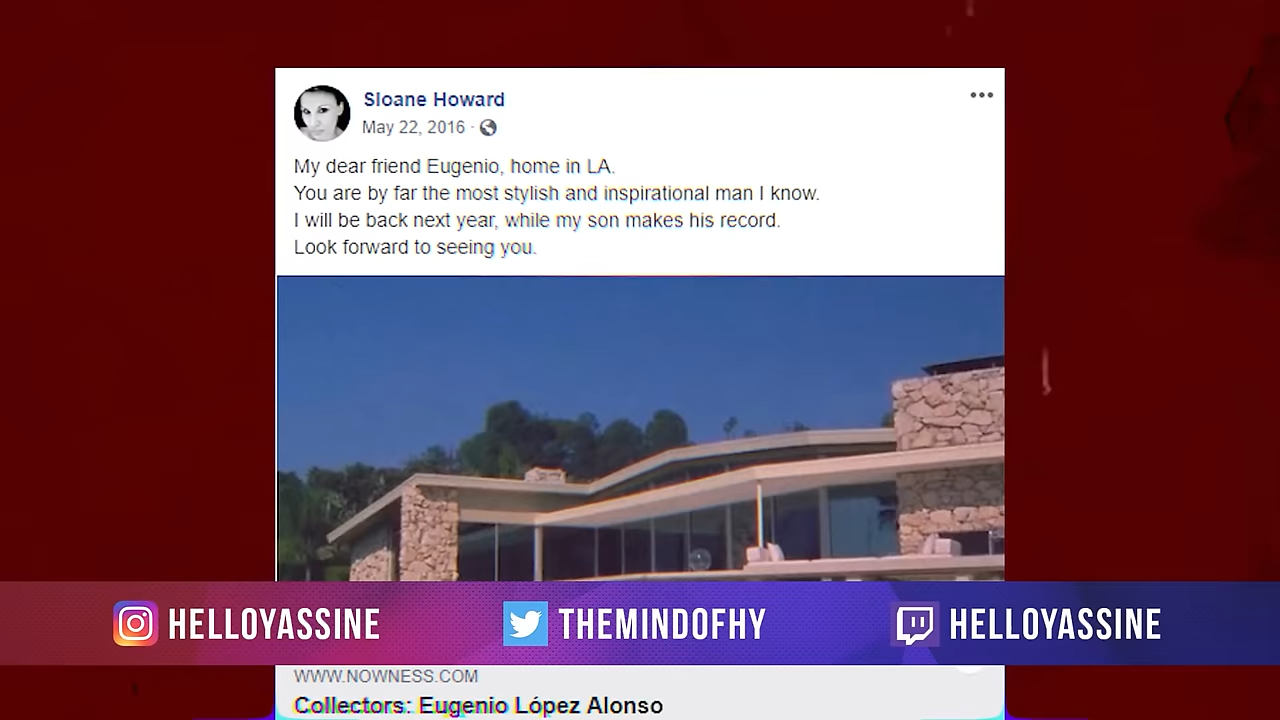 Sloane Howard
May 22, 2016 ·
My dear friend Eugenio, home in LA.
You are by far the most stylish and inspirational man I know.
I will be back next year, while my son makes his record.
Look forward to seeing you.
HELLOYASSINE
THEMINDOFHY
HELLOYASSINE
WWW.NOWNESS.COM
Collectors: Eugenio López Alonso